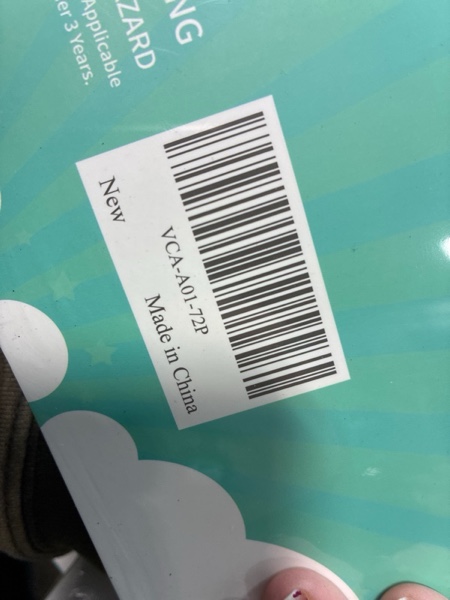 NG
ZARD
Applicable
er 3 Years.
VCA-A01-72P
New
Made in China